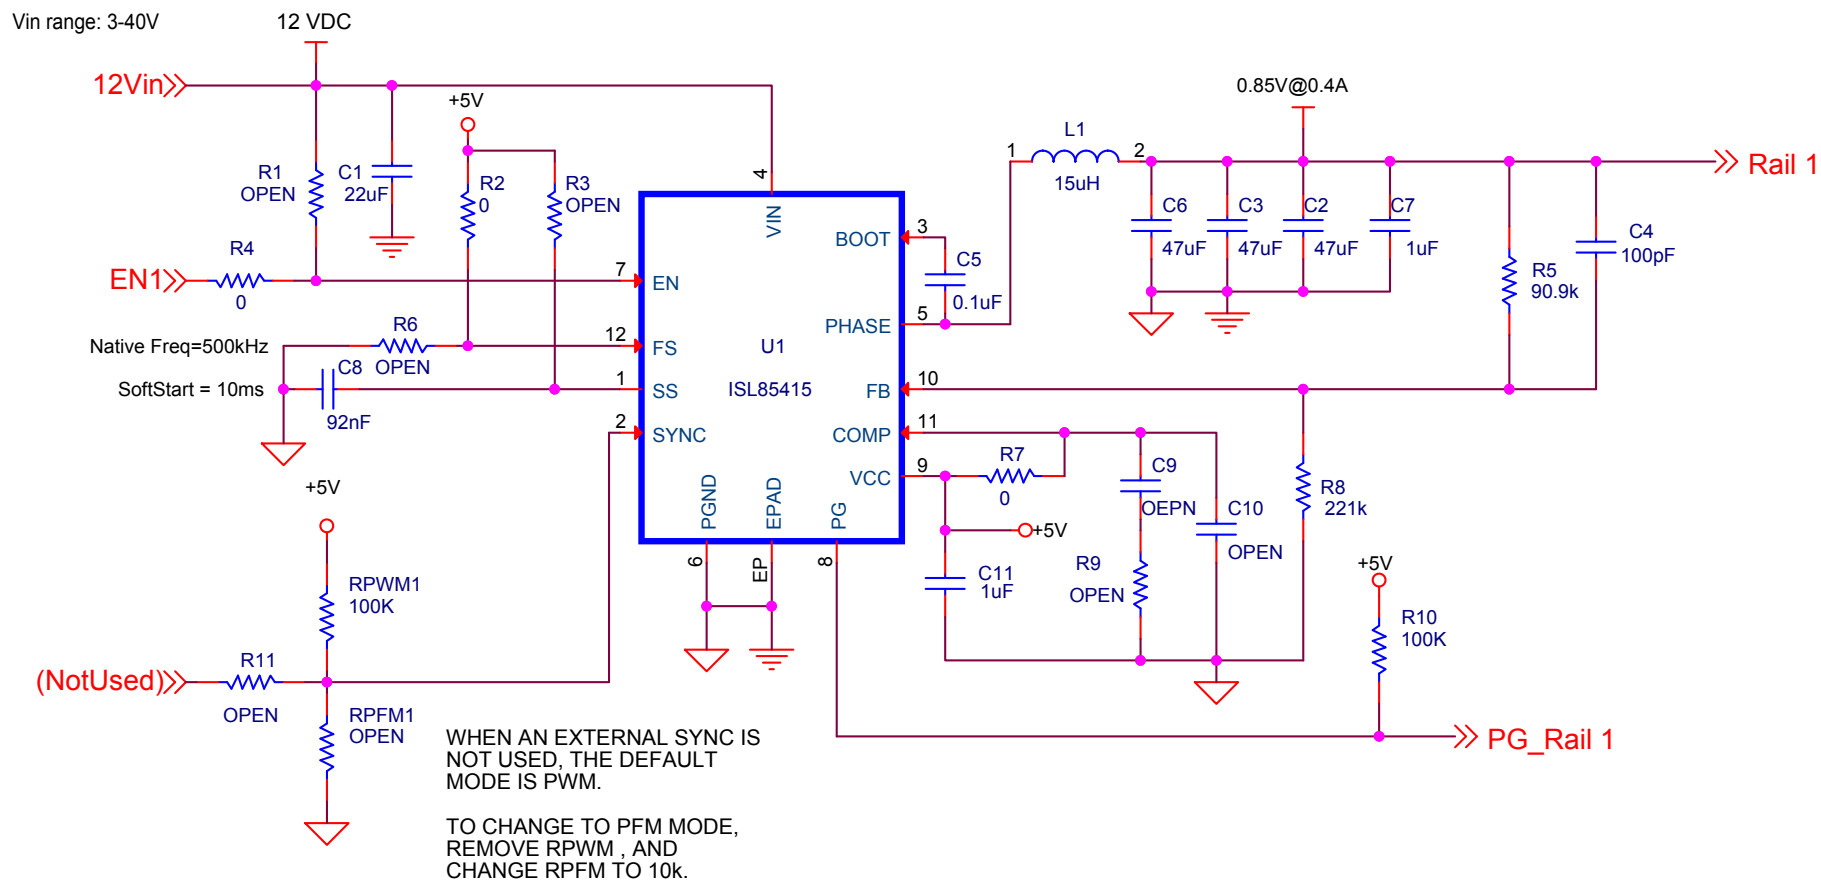 Vin range: 3-40V
12 VDC
12Vin
+5V
0.85V@0.4A
R1
OPEN
C1
22uF
R2
0
R3
OPEN
4
VIN
1
L1
2
15uH
Rail 1
C6
47uF
C3
47uF
C2
47uF
C7
1uF
C4
100pF
R5
90.9k
R4
0
EN1
7
EN
BOOT
3
C5
0.1uF
PHASE
5
Native Freq=500kHz
R6
OPEN
12
FS
U1
ISL85415
SoftStart = 10ms
C8
92nF
1
SS
FB
10
2
SYNC
COMP
11
VCC
9
R7
0
C9
OEPN
C10
OPEN
R8
221k
PGND
EPAD
PG
6
EP
8
+5V
C11
1uF
R9
OPEN
+5V
R10
100K
+5V
RPWM1
100K
(NotUsed)
R11
OPEN
RPFM1
OPEN
PG_Rail 1
WHEN AN EXTERNAL SYNC IS
NOT USED, THE DEFAULT
MODE IS PWM.
TO CHANGE TO PFM MODE,
REMOVE RPWM , AND
CHANGE RPFM TO 10k.